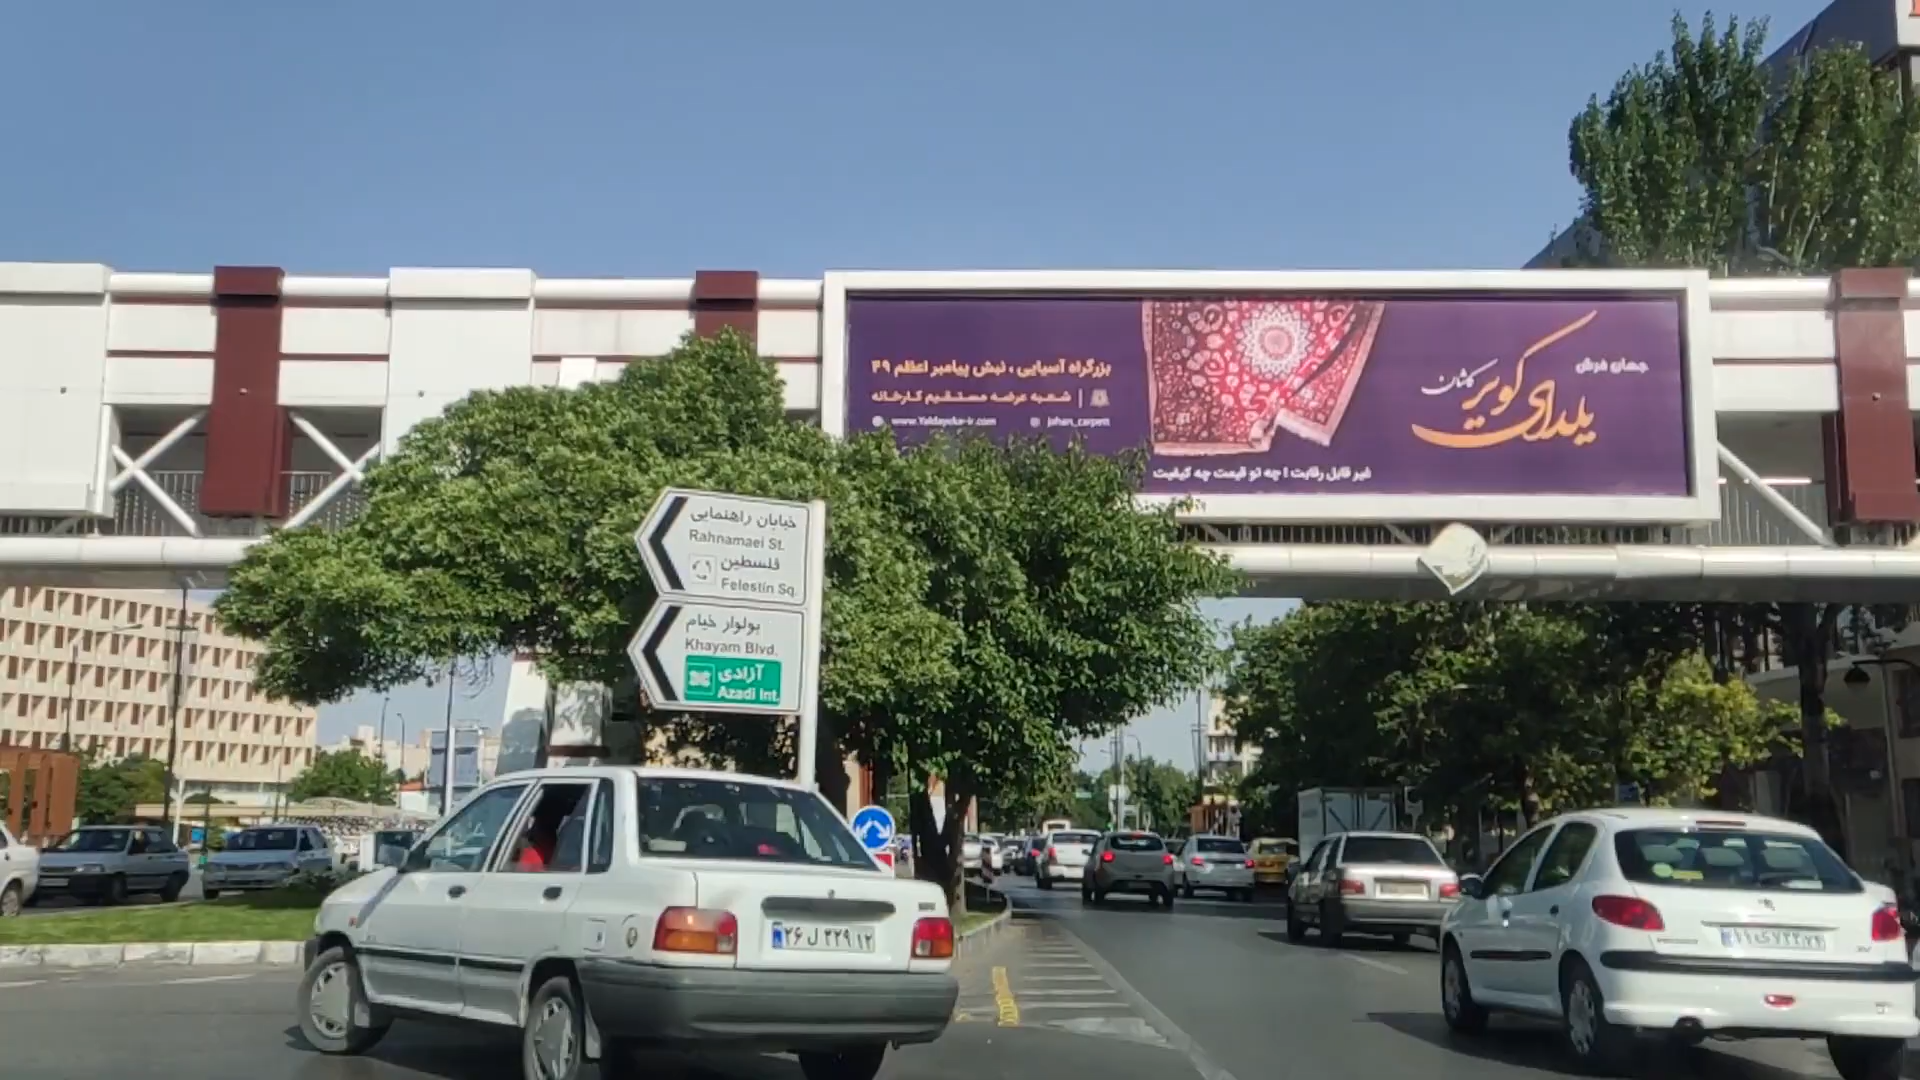 جهان فرش
یلدای کویر کاشان
بزرگراه آسیایی ، نبش پیامبر اعظم ۴۹
شعبه عرضه مستقیم کارخانه
jahan_carpett
غیر قابل رقابت ! چه تو قیمت چه کیفیت
خیابان راهنمایی
Rahnamaei St.
فلسطین
Felestin Sq.
بولوار خیام
Khayam Blvd.
آزادی
Azadi Int.
۲۶ ل ۲۲۹ ۱۲